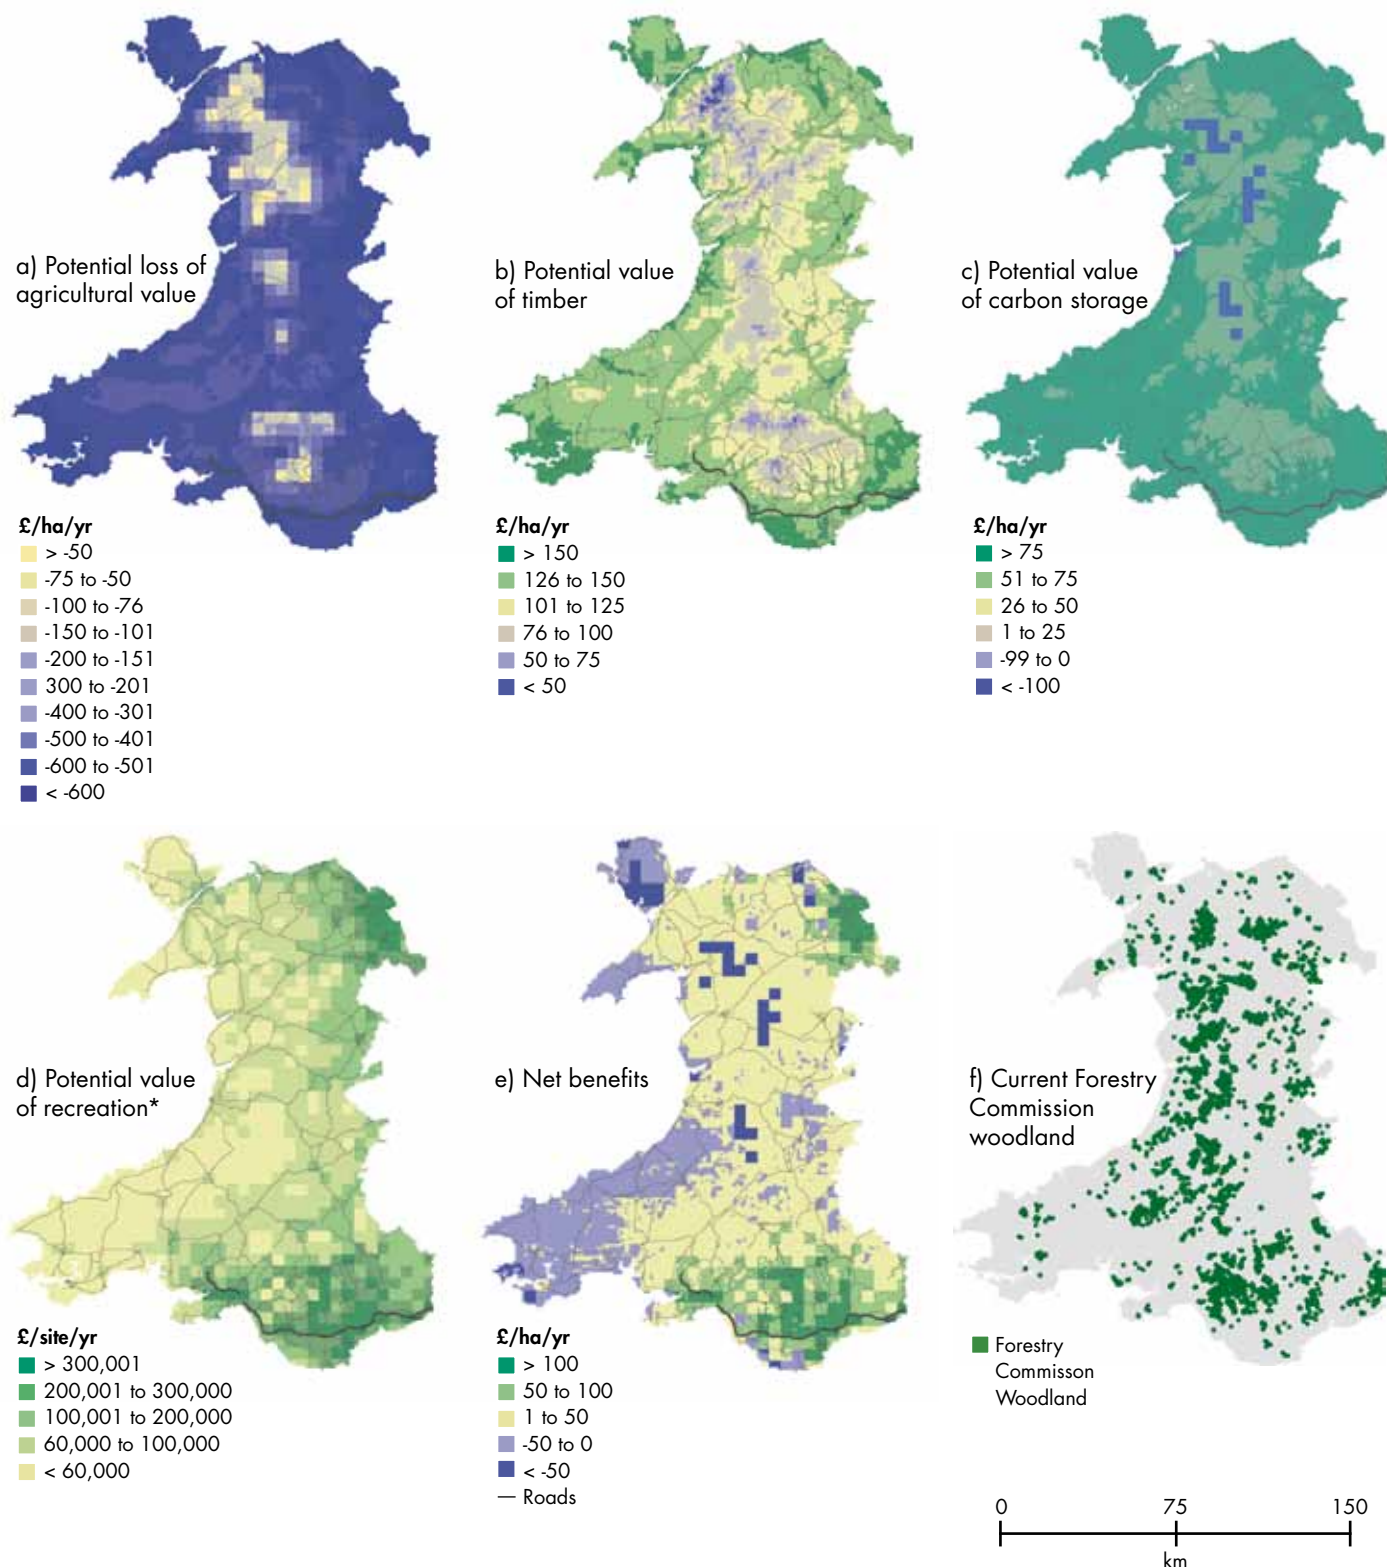 a) Potential loss of
agricultural value
£/ha/yr
> -50
-75 to -50
-100 to -76
-150 to -101
-200 to -151
300 to -201
-400 to -301
-500 to -401
-600 to -501
< -600
b) Potential value
of timber
£/ha/yr
> 150
126 to 150
101 to 125
76 to 100
50 to 75
< 50
c) Potential value
of carbon storage
£/ha/yr
> 75
51 to 75
26 to 50
1 to 25
-99 to 0
< -100
d) Potential value
of recreation*
£/site/yr
> 300,001
200,001 to 300,000
100,001 to 200,000
60,000 to 100,000
< 60,000
e) Net benefits
£/ha/yr
> 100
50 to 100
1 to 50
-50 to 0
< -50
Roads
f) Current Forestry
Commission
woodland
Forestry
Commisson
Woodland
0 75 150
km